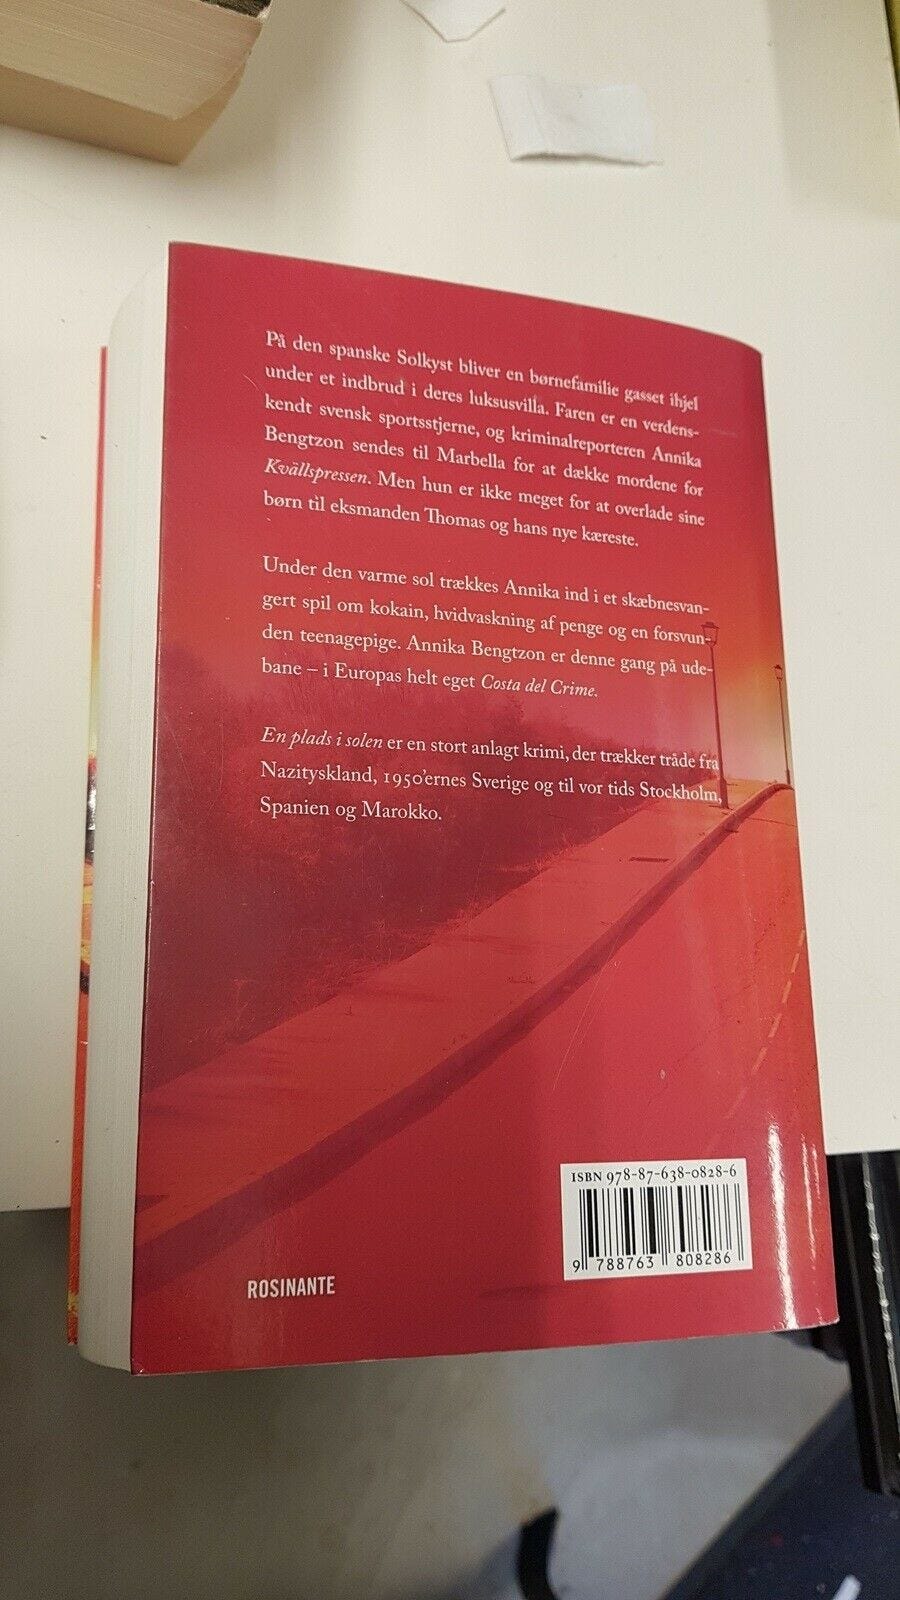 På den spanske Solkyst bliver en børnefamilie gasset ihjel
under et indbrud i deres luksusvilla. Faren er en verdens-
kendt svensk sportsstjerne, og kriminalreporteren Annika
Bengtzon sendes til Marbella for at dække mordene for
Kvällspressen. Men hun er ikke meget for at overlade sine
børn til eksmanden Thomas og hans nye kæreste.
Under den varme sol trækkes Annika ind i et skæbnesvan-
gert spil om kokain, hvidvaskning af penge og en forsvun-
den teenagepige. Annika Bengtzon er denne gang på ude-
bane – i Europas helt eget Costa del Crime.
En plads i solen er en stort anlagt krimi, der trækker tråde fra
Nazityskland, 1950'ernes Sverige og til vor tids Stockholm,
Spanien og Marokko.
ISBN 978-87-638-0828-6
9 788763 808286
ROSINANTE